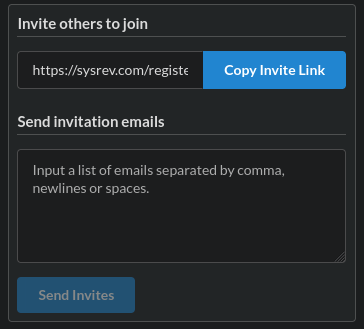 Invite others to join
https://sysrev.com/registe
Copy Invite Link
Send invitation emails
Input a list of emails separated by comma,
newlines or spaces.
Send Invites